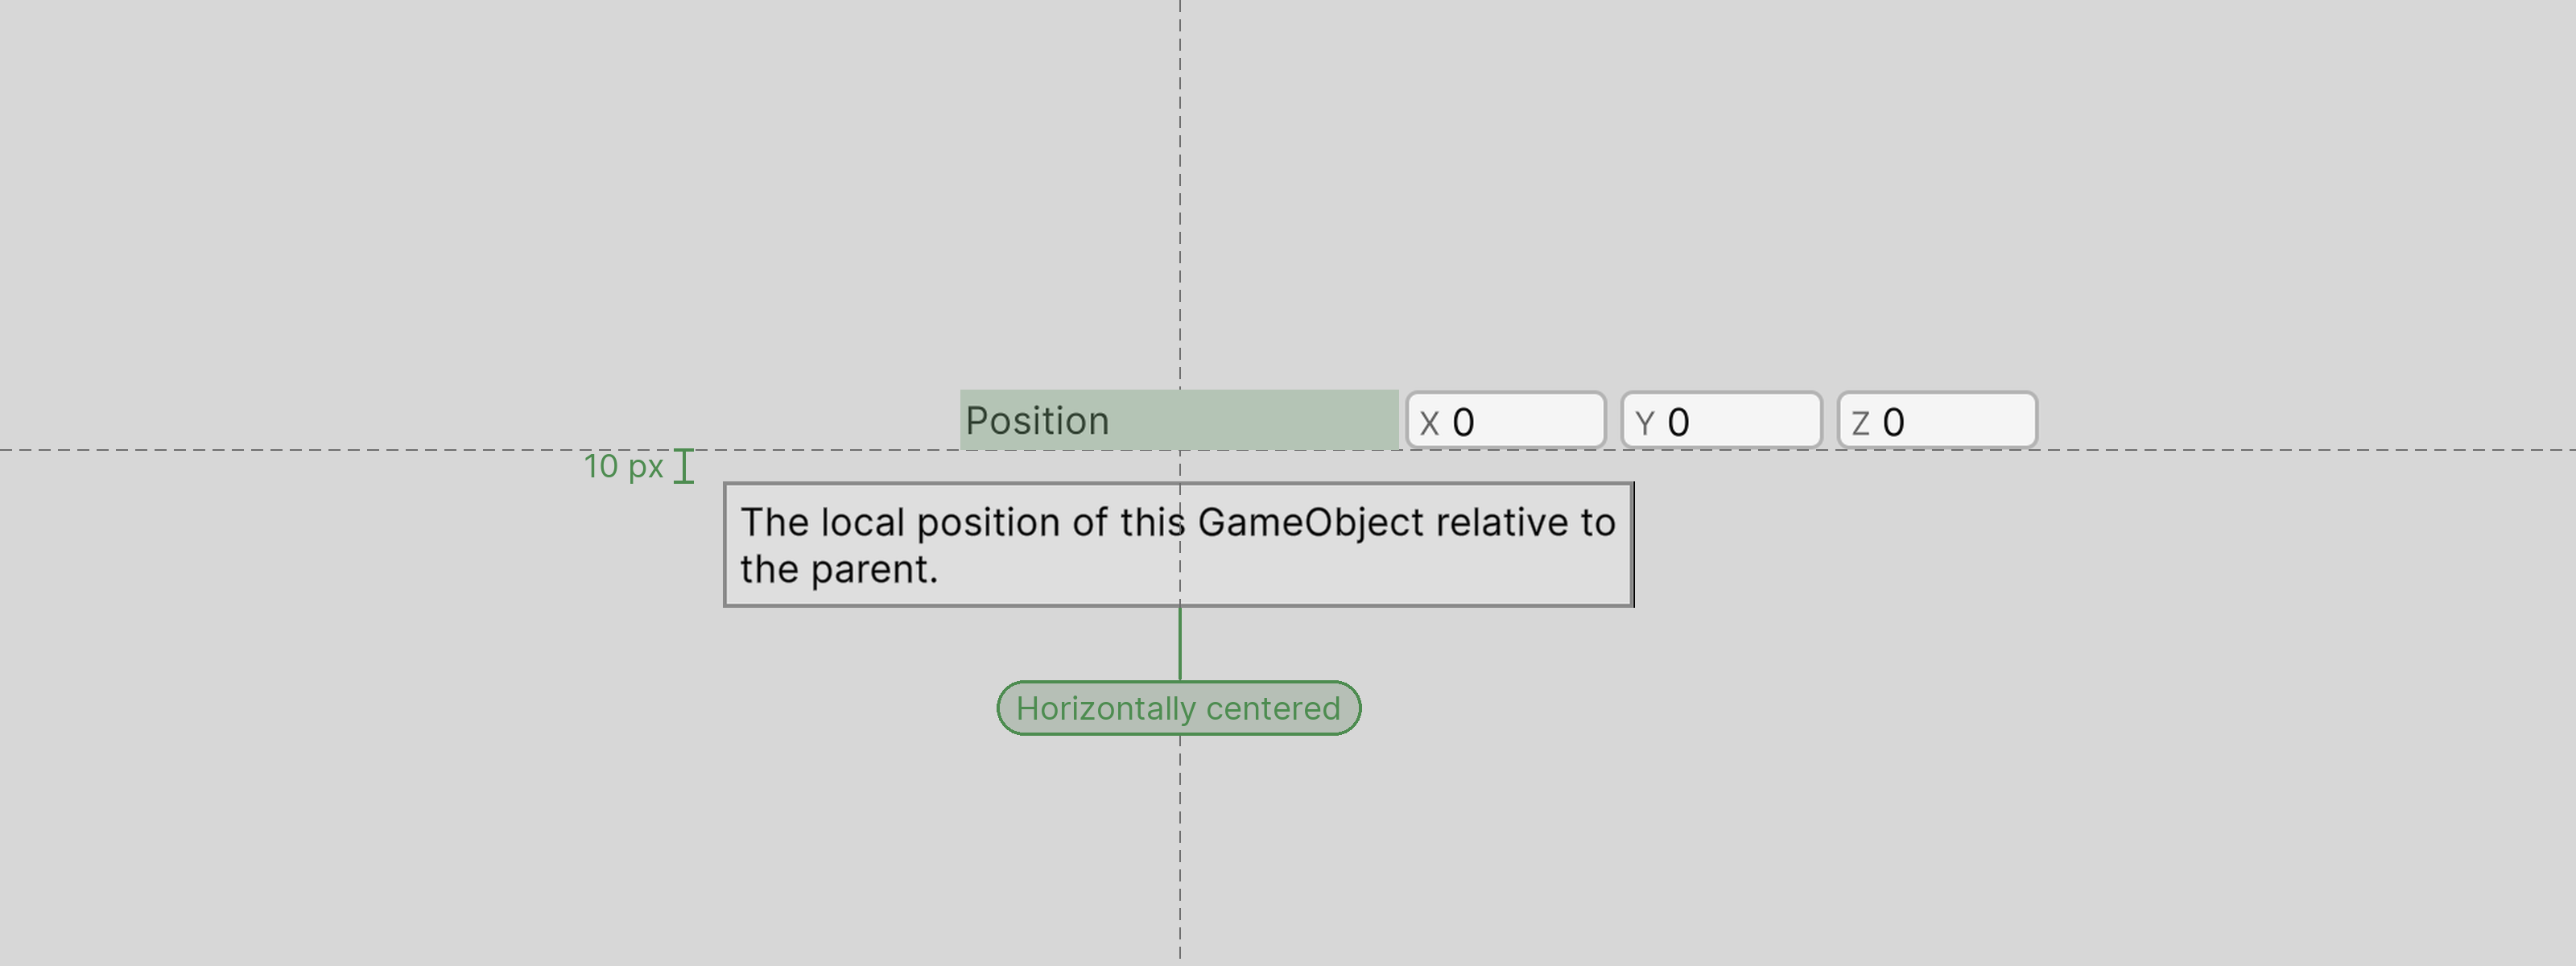 Position X 0 Y 0 Z 0
10 px
The local position of this GameObject relative to
the parent.
Horizontally centered